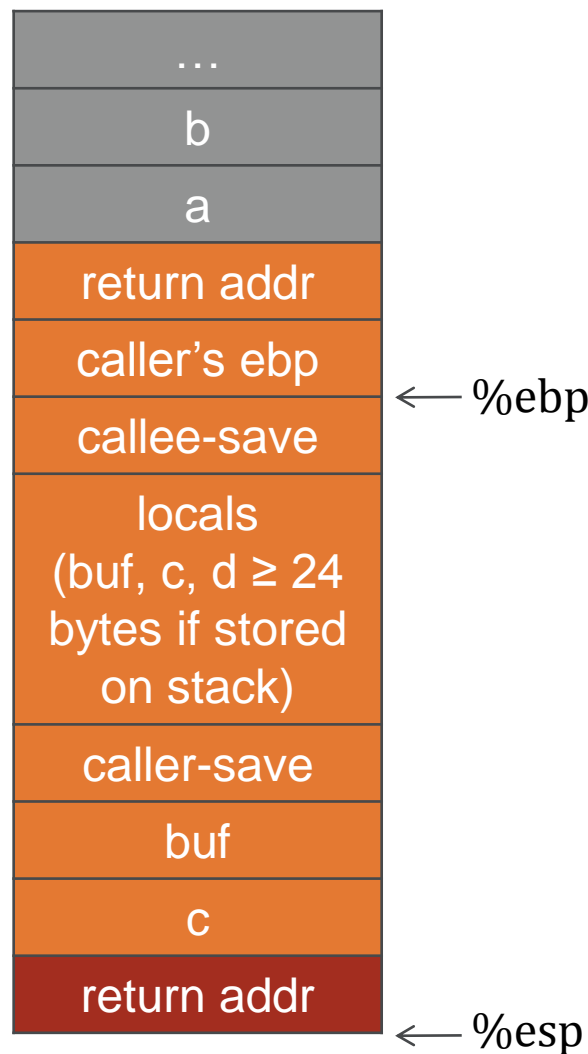 …
b
a
return addr
caller’s ebp
%ebp
callee-save
locals
(buf, c, d ≥ 24
bytes if stored
on stack)
caller-save
buf
c
return addr
%esp